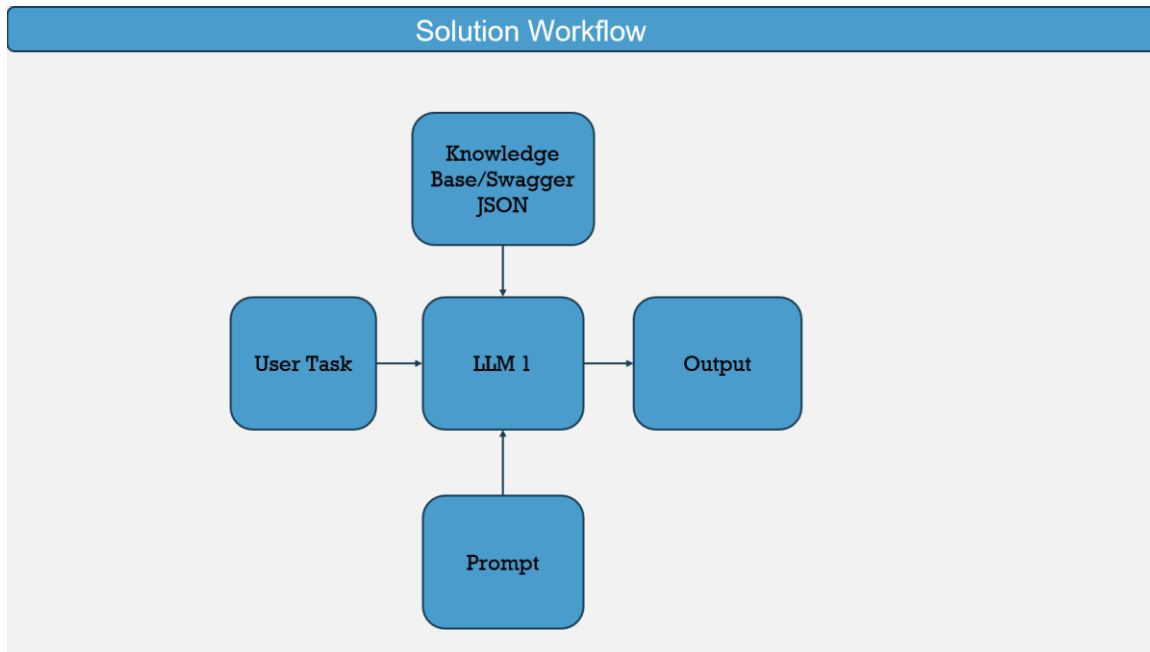 Solution Workflow
Knowledge
Base/Swagger
JSON
User Task
LLM 1
Output
Prompt